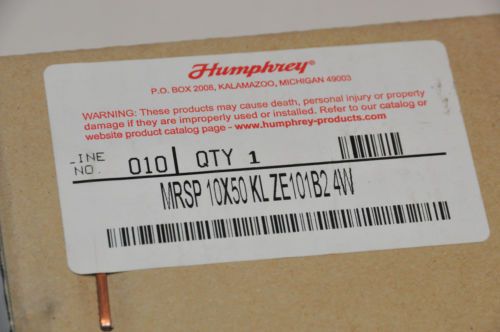 Humphrey®
P.O. BOX 2008, KALAMAZOO, MICHIGAN 49003
WARNING: These products may cause death, personal injury or property
damage if they are improperly used or installed. Refer to our catalog or
website product catalog page - www.humphrey-products.com
LINE NO. 010 QTY 1
MRSP 10X50 KL ZE101B2 4W